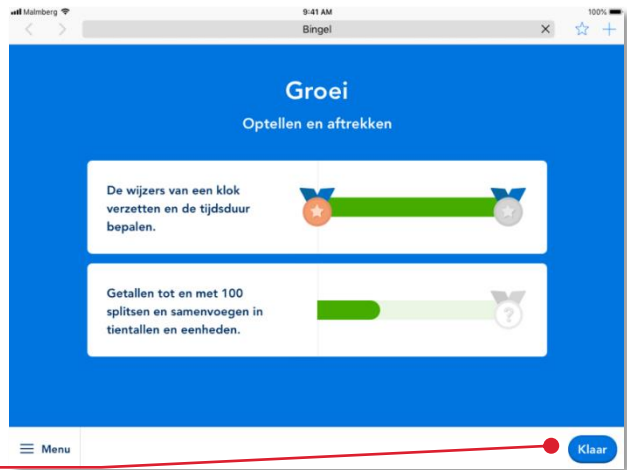 Malmberg 9:41 AM 100%
Bingel
Groei
Optellen en aftrekken
De wijzers van een klok
verzetten en de tijdsduur
bepalen.
Getallen tot en met 100
splitsen en samenvoegen in
tientallen en eenheden.
?
Menu
Klaar